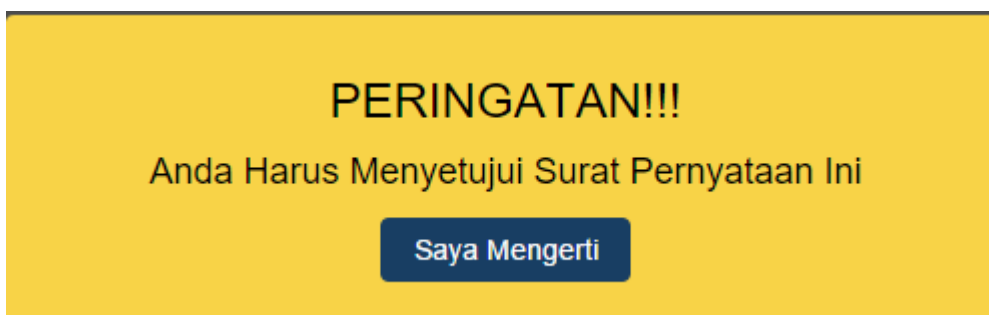 PERINGATAN!!!
Anda Harus Menyetujui Surat Pernyataan Ini
Saya Mengerti